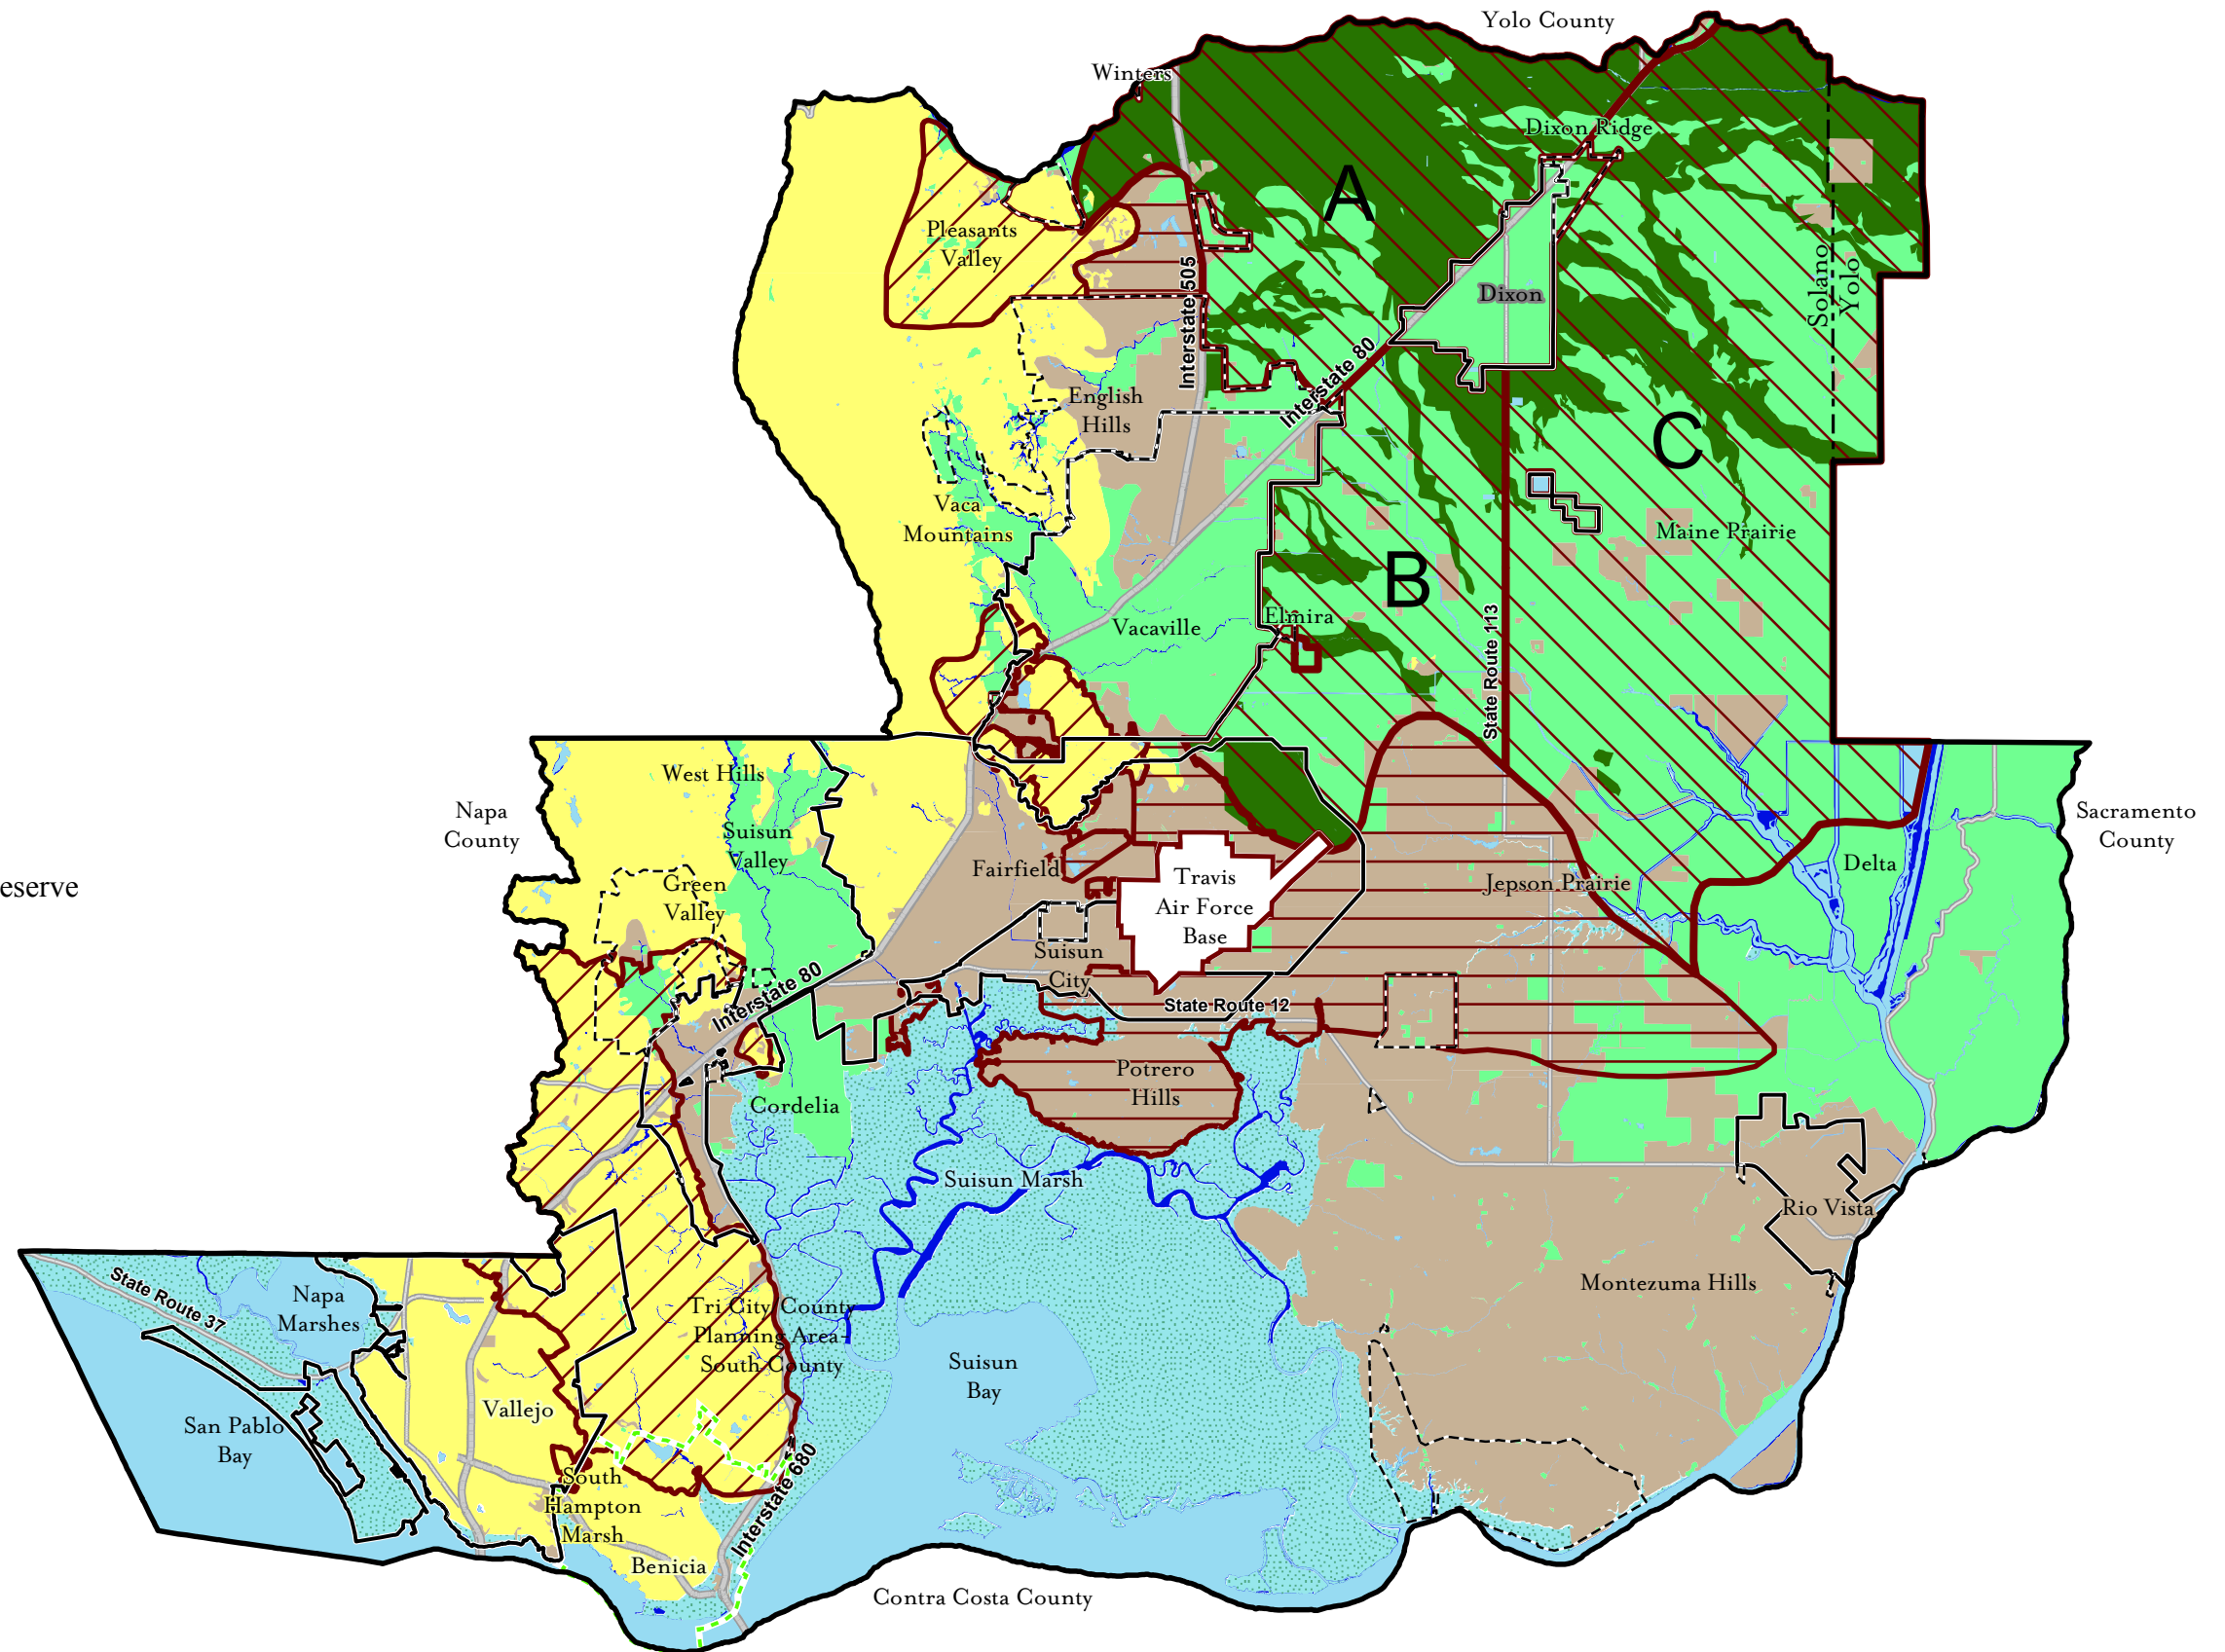 Yolo County
Winters
Dixon Ridge
A
Pleasants
Valley
Solano
Yolo
Interstate 505
Dixon
Interstate 80
English
Hills
C
Vaca
Mountains
Maine Prairie
B
Elmira
Vacaville
State Route 113
West Hills
Napa
County
Suisun
Valley
Sacramento
County
Fairfield
Travis
Air Force
Base
Jepson Prairie
Delta
eserve
Green
Valley
Suisun
City
Interstate 80
State Route 12
Potrero
Hills
Cordelia
Suisun Marsh
Rio Vista
Montezuma Hills
State Route 37
Napa
Marshes
Tri City County
Planning Area-
South County
Suisun
Bay
Vallejo
San Pablo
Bay
South
Hampton
Marsh
Interstate 680
Benicia
Contra Costa County